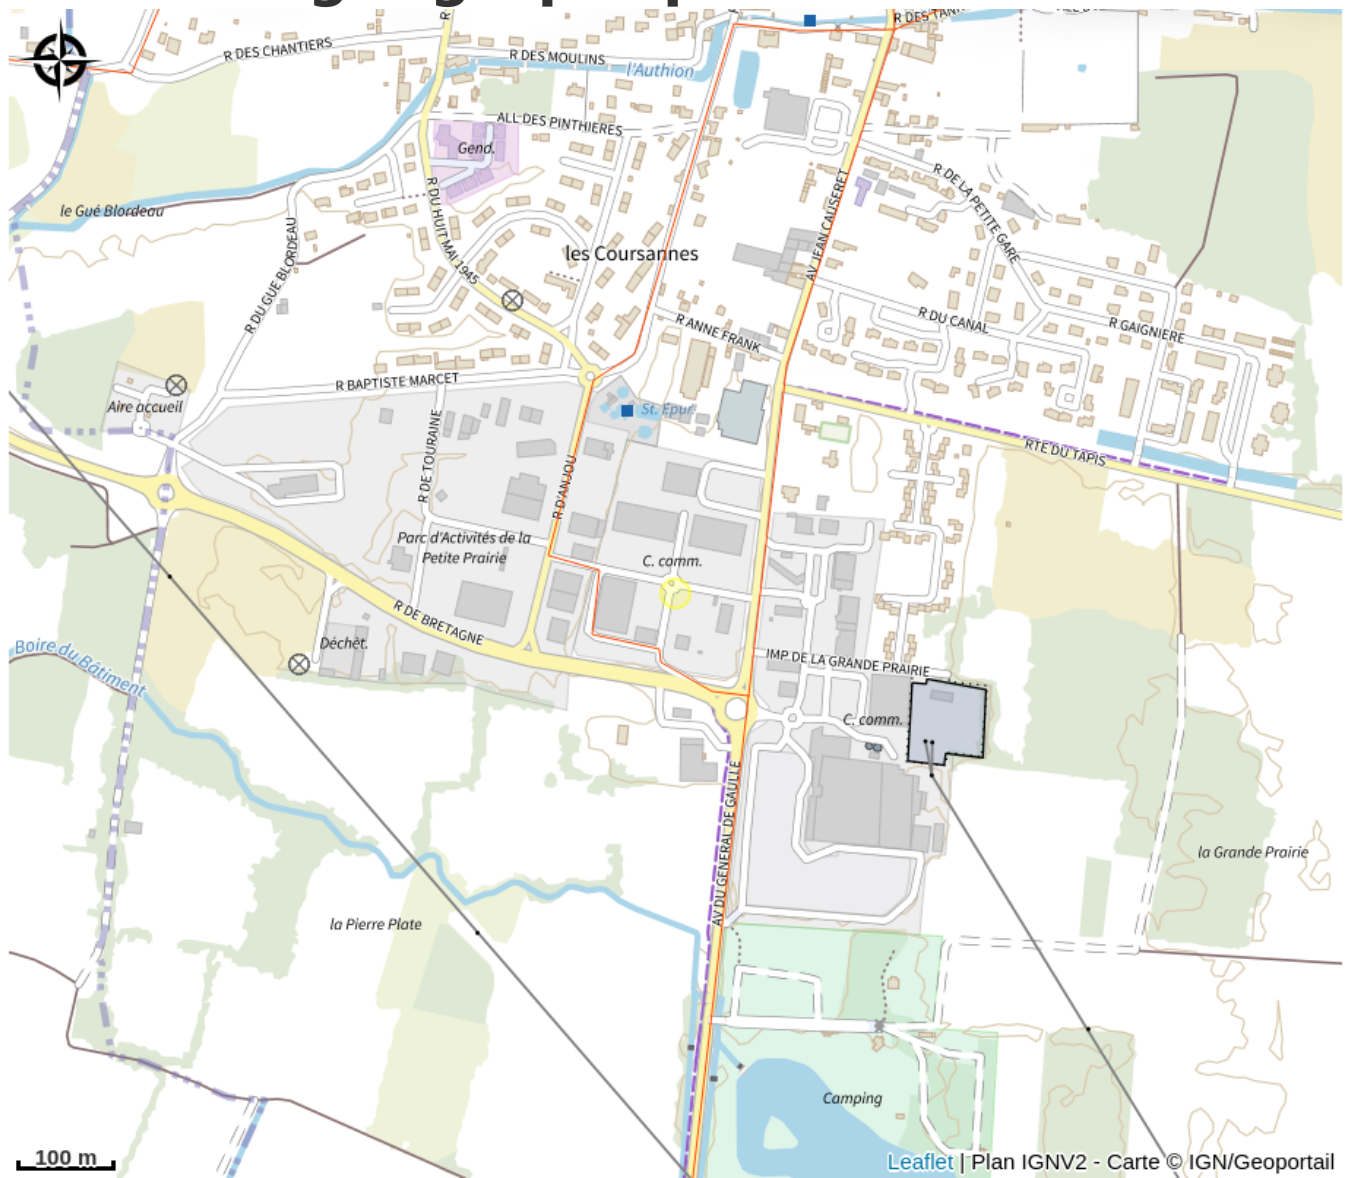 R DES CHANTIERS
R DES MOULINS
l'Authion
ALL DES PINTHIERES
Gend.
R DE LA PETITE GARE
le Gué Blordeau
R DU HUIT MAI 1945
AV JEAN CAUSERET
R DU GUE BLORDEAU
les Coursannes
R ANNE FRANK
R DU CANAL
R GAIGNIERE
R BAPTISTE MARCET
Aire accueil
St. Epur.
R DE TOURAINE
R D'ANJOU
RTE DU TAPIS
Parc d'Activités de la
Petite Prairie
C. comm.
R DE BRETAGNE
Déchèt.
Boire du Bâtiment
IMP DE LA GRANDE PRAIRIE
C. comm.
AV DU GENERAL DE GAULLE
la Grande Prairie
la Pierre Plate
Camping
100 m
Leaflet | Plan IGNV2 - Carte © IGN/Geoportail